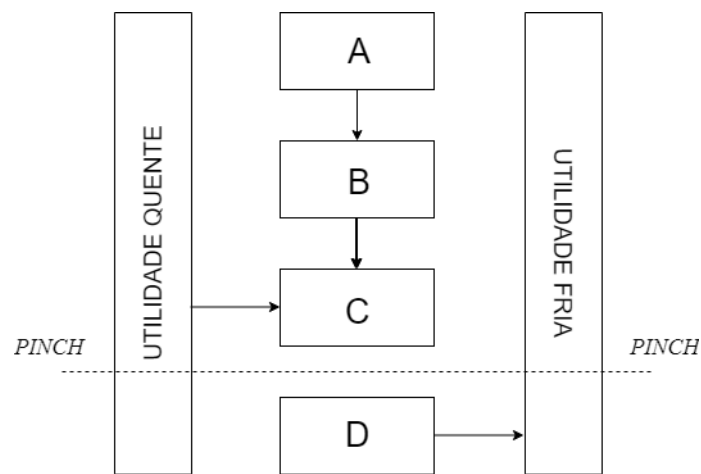 A
B
UTILIDADE QUENTE
UTILIDADE FRIA
C
PINCH
PINCH
D